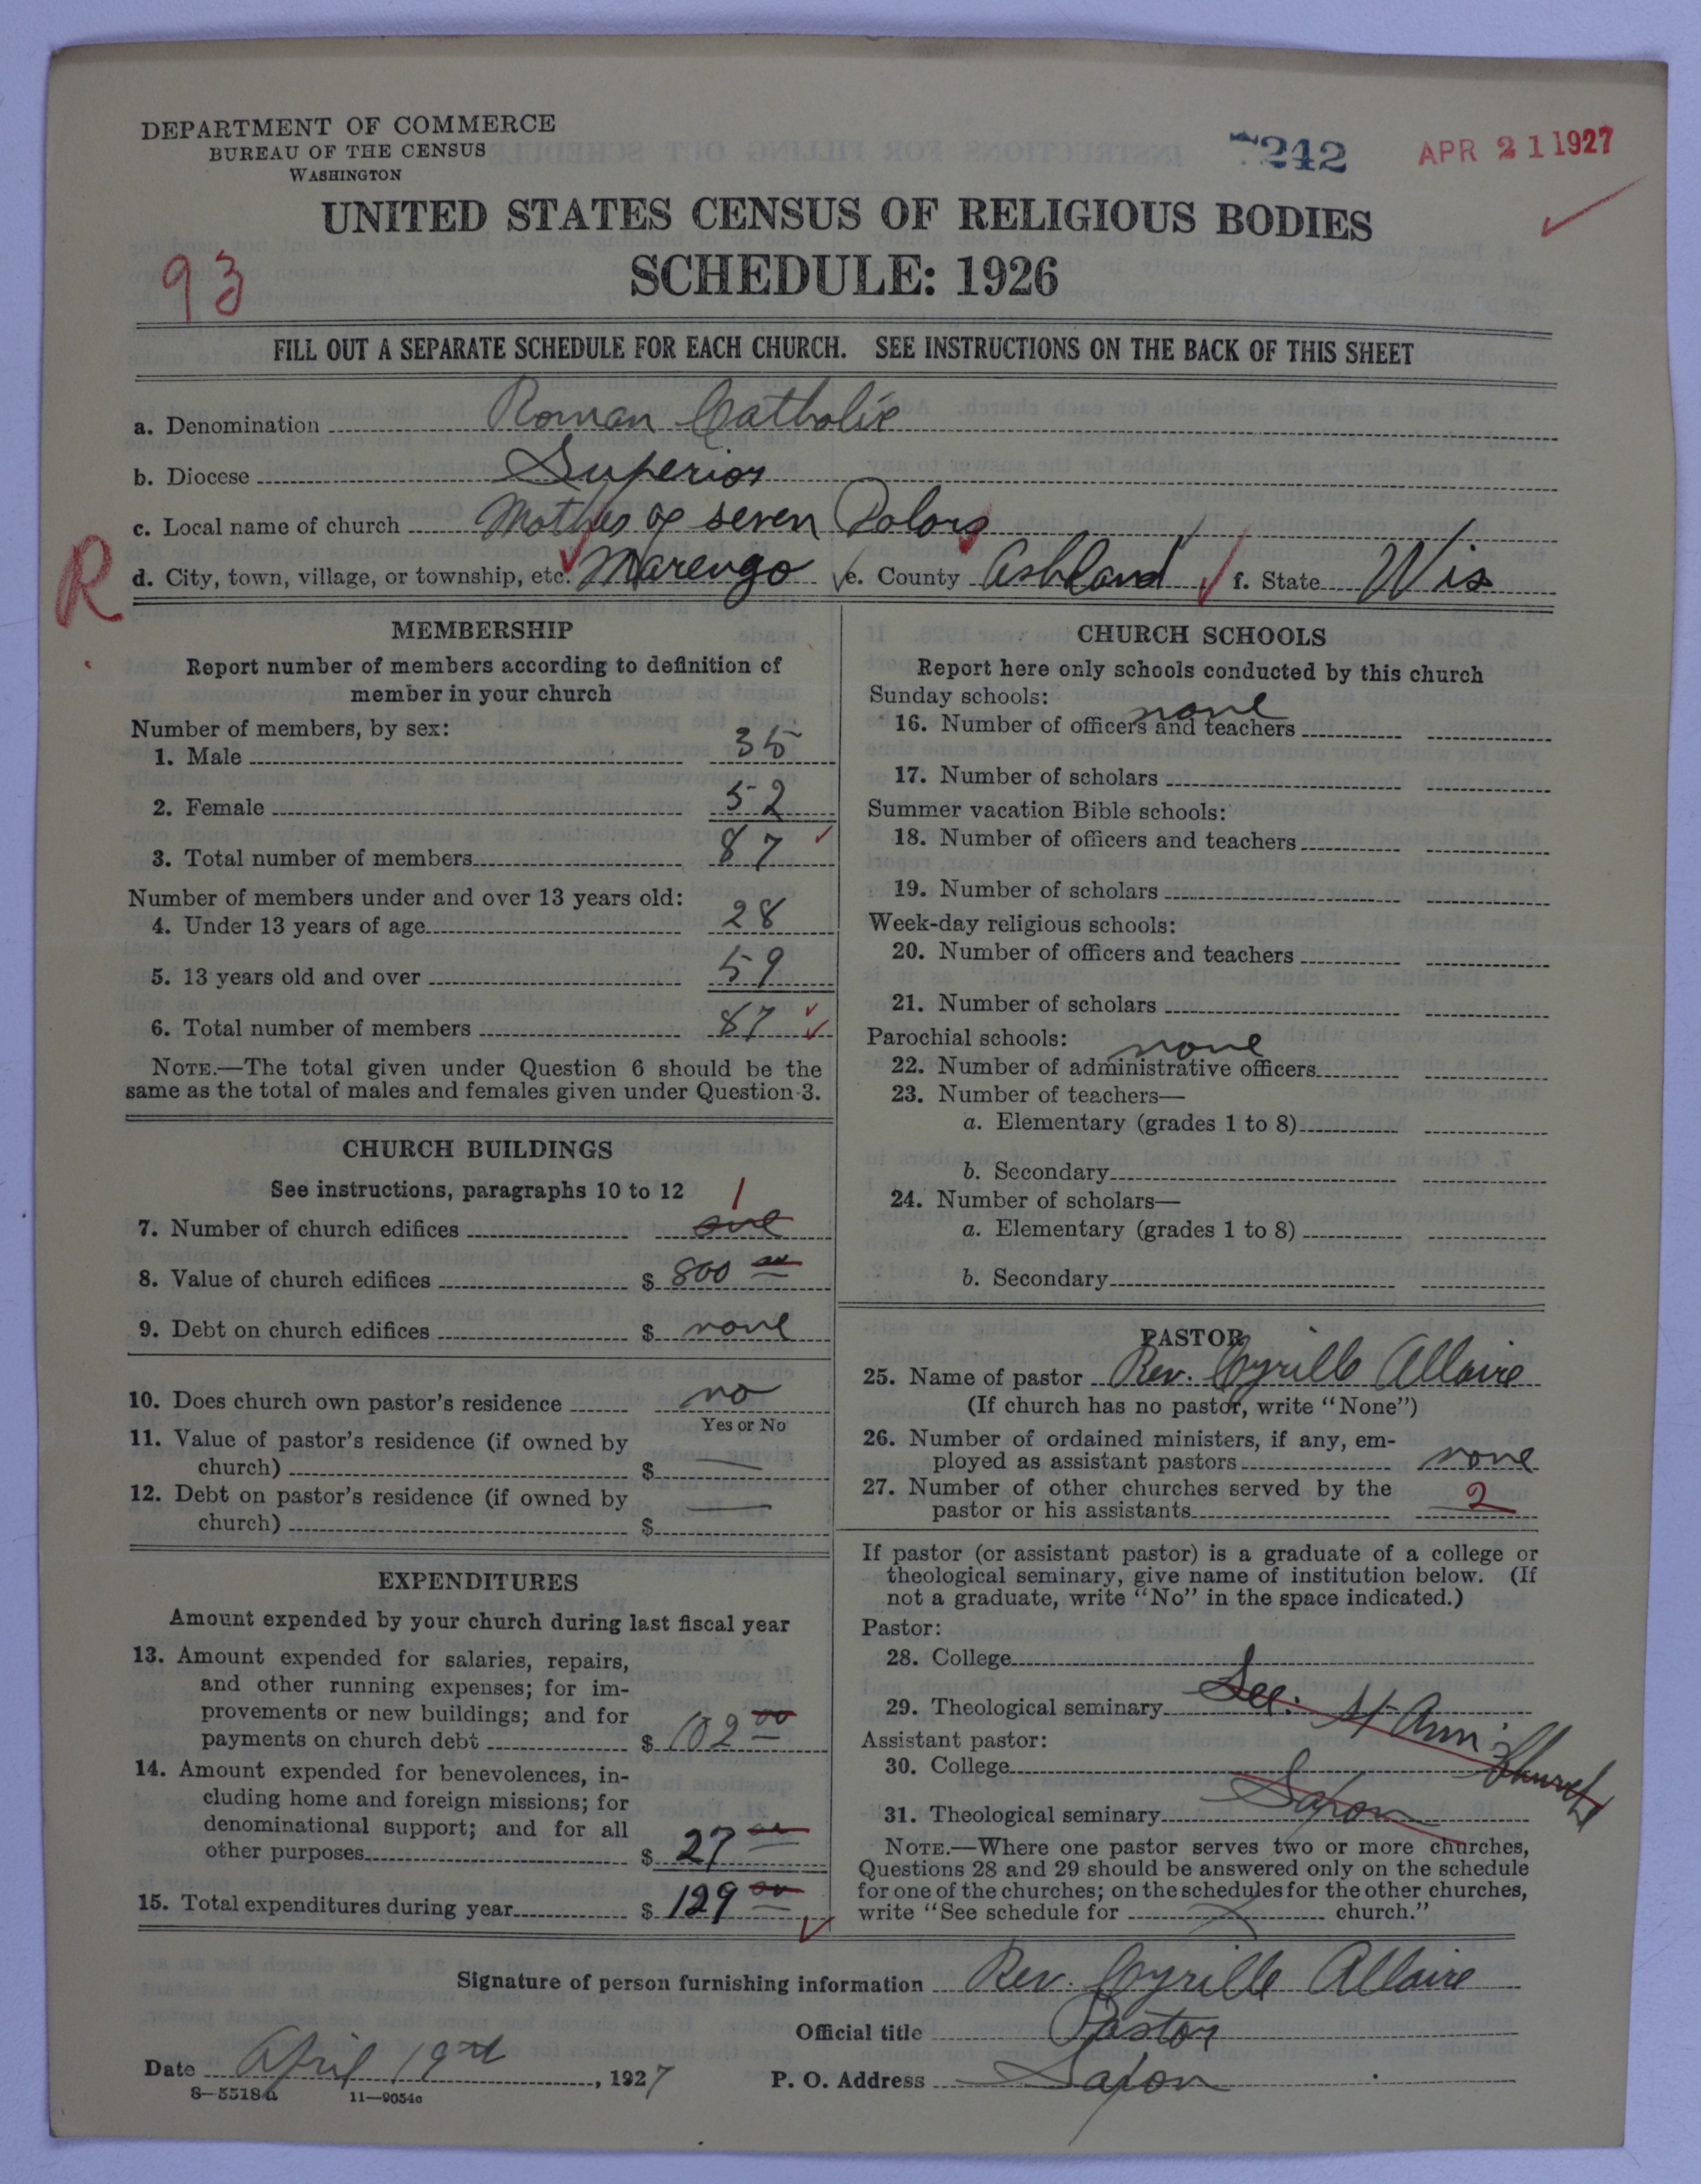 DEPARTMENT OF COMMERCE
BUREAU OF THE CENSUS
WASHINGTON
7242
APR 21 1927
UNITED STATES CENSUS OF RELIGIOUS BODIES
SCHEDULE: 1926
93
FILL OUT A SEPARATE SCHEDULE FOR EACH CHURCH. SEE INSTRUCTIONS ON THE BACK OF THIS SHEET
a. Denomination Roman Catholic
b. Diocese Superior
c. Local name of church Mother of seven Dolors
R
d. City, town, village, or township, etc. Marengo e. County Ashland f. State Wis
MEMBERSHIP
Report number of members according to definition of
member in your church
Number of members, by sex:
1. Male 35
2. Female 52
3. Total number of members 87
Number of members under and over 13 years old:
4. Under 13 years of age 28
5. 13 years old and over 59
6. Total number of members 87
NOTE.—The total given under Question 6 should be the
same as the total of males and females given under Question 3.
CHURCH BUILDINGS
See instructions, paragraphs 10 to 12
1
7. Number of church edifices one
8. Value of church edifices $ 800 00
9. Debt on church edifices $ none
10. Does church own pastor's residence no
Yes or No
11. Value of pastor's residence (if owned by
church) $ —
12. Debt on pastor's residence (if owned by
church) $ —
EXPENDITURES
Amount expended by your church during last fiscal year
13. Amount expended for salaries, repairs,
and other running expenses; for im-
provements or new buildings; and for
payments on church debt $ 102 00
14. Amount expended for benevolences, in-
cluding home and foreign missions; for
denominational support; and for all
other purposes $ 27 00
15. Total expenditures during year $ 129 00
CHURCH SCHOOLS
Report here only schools conducted by this church
Sunday schools:
none
16. Number of officers and teachers
17. Number of scholars
Summer vacation Bible schools:
18. Number of officers and teachers
19. Number of scholars
Week-day religious schools:
20. Number of officers and teachers
21. Number of scholars
Parochial schools:
none
22. Number of administrative officers
23. Number of teachers—
a. Elementary (grades 1 to 8)
b. Secondary
24. Number of scholars—
a. Elementary (grades 1 to 8)
b. Secondary
PASTOR
25. Name of pastor Rev. Cyrille Allaire
(If church has no pastor, write "None")
26. Number of ordained ministers, if any, em-
ployed as assistant pastors none
27. Number of other churches served by the
pastor or his assistants 2
If pastor (or assistant pastor) is a graduate of a college or
theological seminary, give name of institution below. (If
not a graduate, write "No" in the space indicated.)
Pastor:
28. College
29. Theological seminary See: St Ann Church
Assistant pastor:
30. College
Saxon
31. Theological seminary
NOTE.—Where one pastor serves two or more churches,
Questions 28 and 29 should be answered only on the schedule
for one of the churches; on the schedules for the other churches,
write "See schedule for church."
Signature of person furnishing information Rev. Cyrille Allaire
Official title Pastor
Date April 19rd, 1927
P. O. Address Saxon
8—5518a 11—9054c